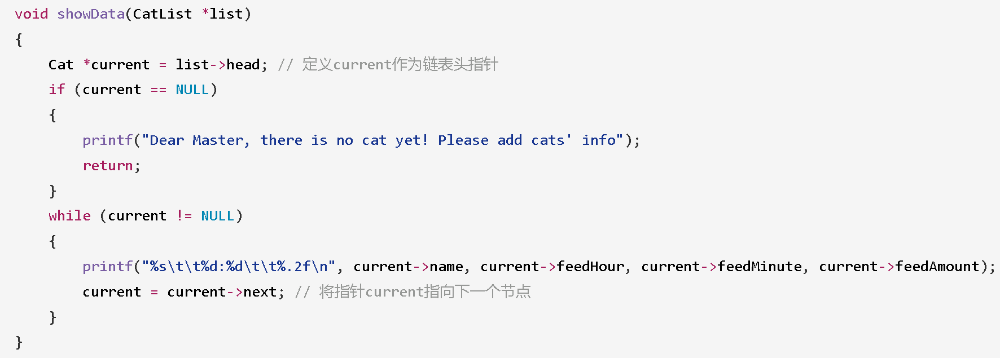 void showData(CatList *list)
{
    Cat *current = list->head; // 定义current作为链表头指针
    if (current == NULL)
    {
        printf("Dear Master, there is no cat yet! Please add cats' info");
        return;
    }
    while (current != NULL)
    {
        printf("%s\t\t%d:%d\t\t%.2f\n", current->name, current->feedHour, current->feedMinute, current->feedAmount);
        current = current->next; // 将指针current指向下一个节点
    }
}